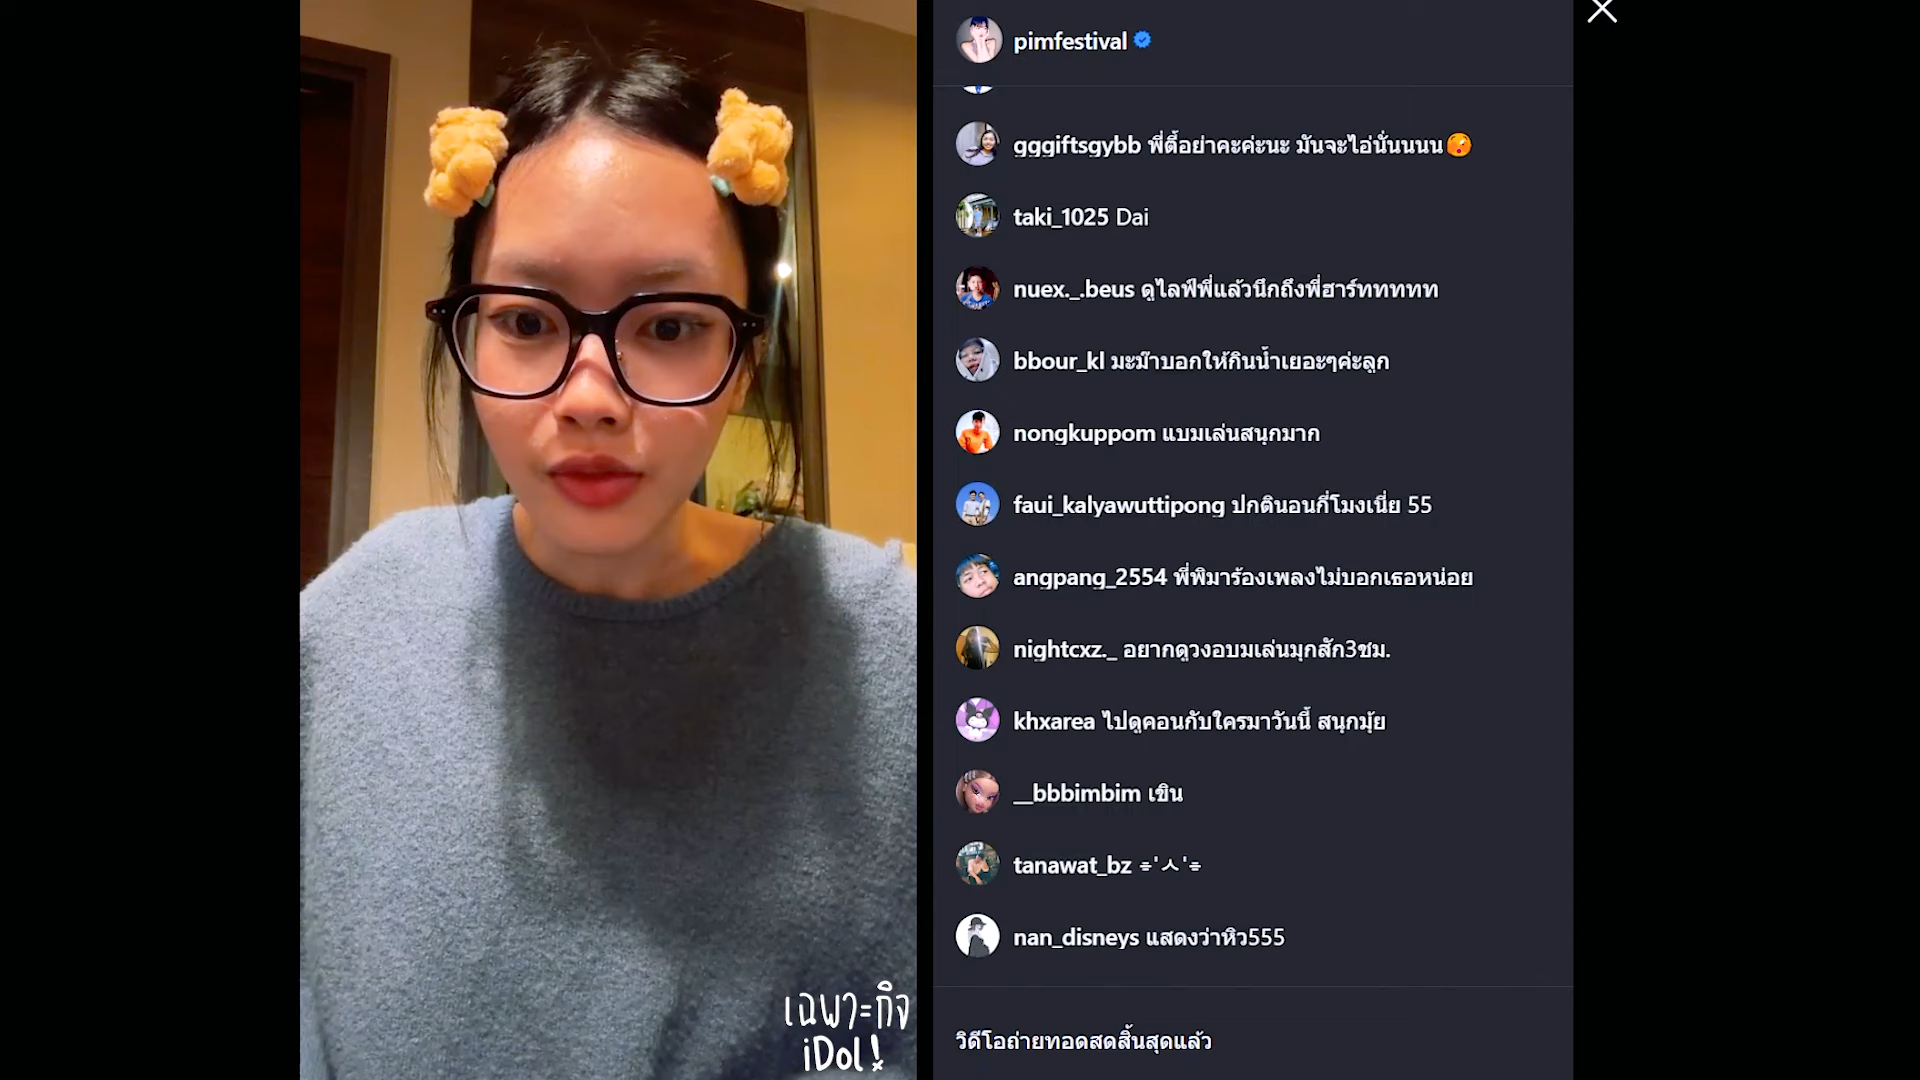 pimfestival
gggiftsgybb พี่ตี้อย่าคะค่ะนะ มันจะไอ่นั่นนนน🥵
taki_1025 Dai
nuex._.beus ดูไลฟ์พี่แล้วนึกถึงพี่ฮาร์ททททท
bbour_kl มะม๊าบอกให้กินน้ำเยอะๆค่ะลูก
nongkuppom แบมเล่นสนุกมาก
faui_kalyawuttipong ปกตินอนกี่โมงเนี่ย 55
angpang_2554 พี่พิมาร้องเพลงไม่บอกเธอหน่อย
nightcxz._ อยากดูวงอบมเล่นมุกสัก3ชม.
khxarea ไปดูคอนกับใครมาวันนี้ สนุกมุ้ย
__bbbimbim เขิน
tanawat_bz ⌯'ㅅ'⌯
nan_disneys แสดงว่าหิว555
วิดีโอถ่ายทอดสดสิ้นสุดแล้ว
เฉพาะกิจ
iDol!